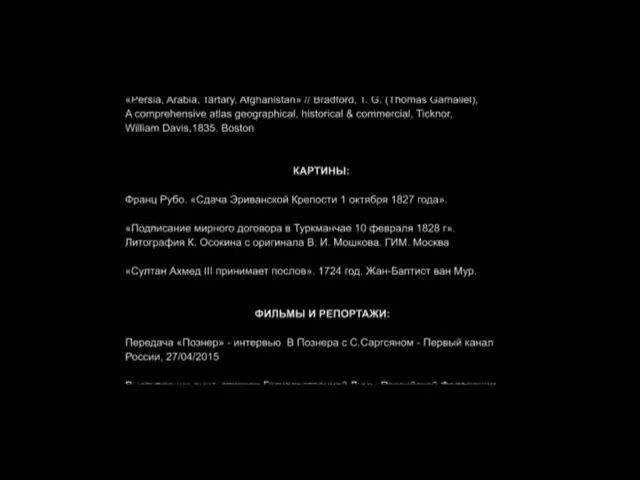 «Persia, Arabia, Tartary, Afghanistan» // Bradford, T. G. (Thomas Gamaliel),
A comprehensive atlas geographical, historical & commercial, Ticknor,
William Davis,1835. Boston
КАРТИНЫ:
Франц Рубо. «Сдача Эриванской Крепости 1 октября 1827 года».
«Подписание мирного договора в Туркманчае 10 февраля 1828 г».
Литография К. Осокина с оригинала В. И. Мошкова. ГИМ. Москва
«Султан Ахмед III принимает послов». 1724 год. Жан-Баптист ван Мур.
ФИЛЬМЫ И РЕПОРТАЖИ:
Передача «Познер» - интервью В Познера с С.Саргсяном - Первый канал
России, 27/04/2015